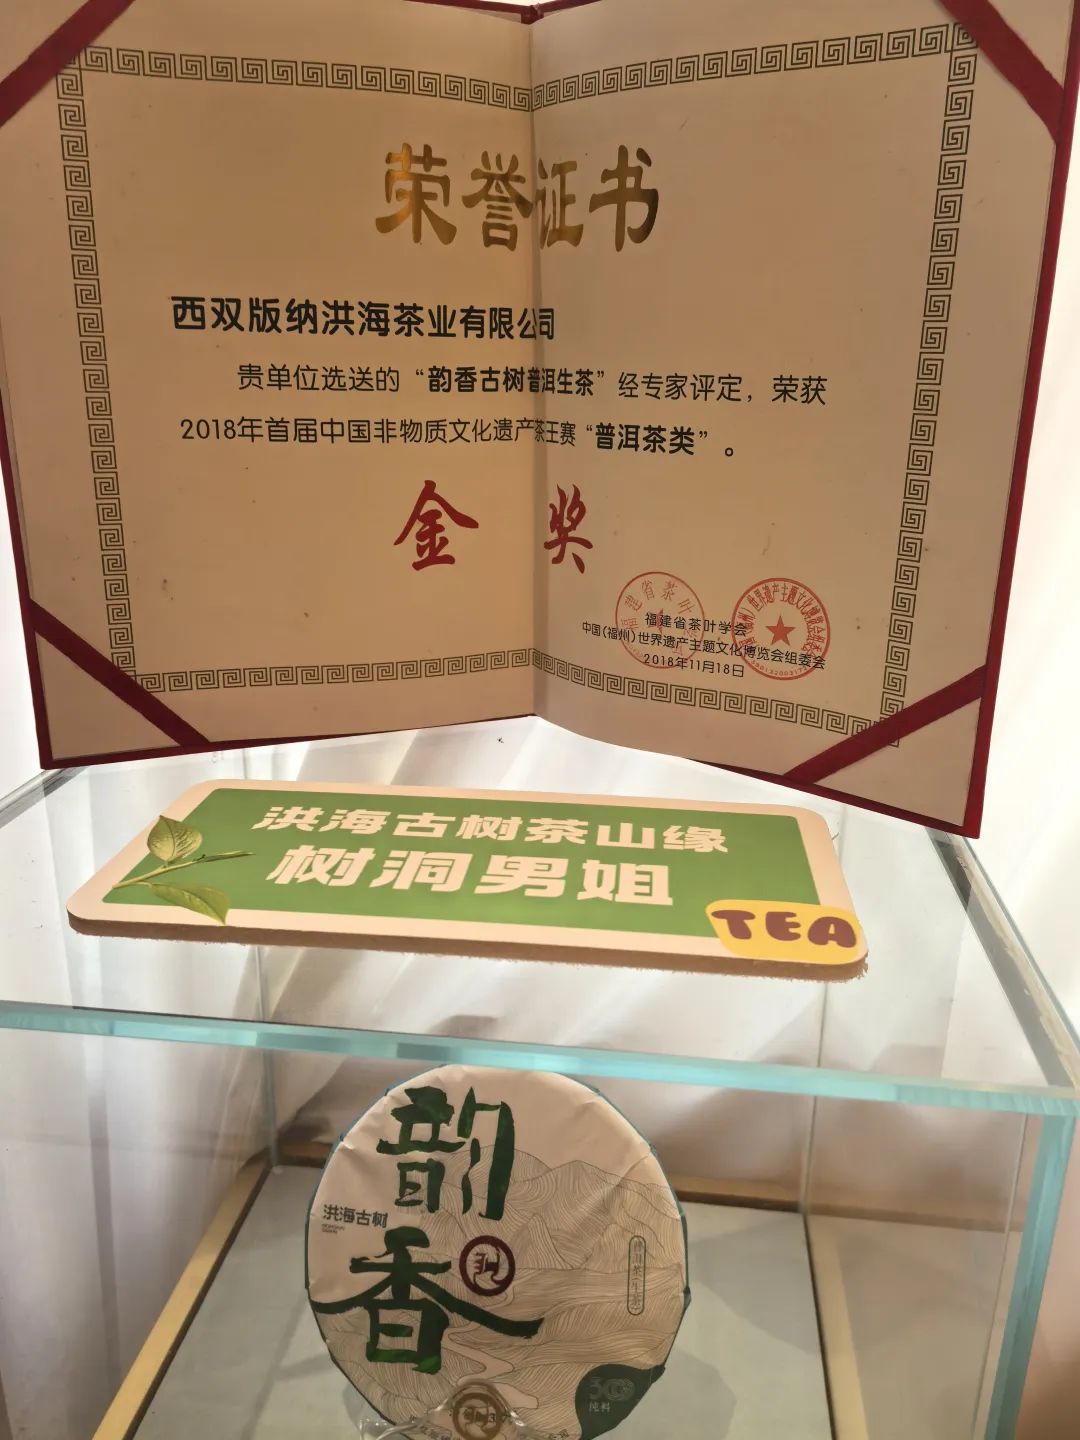 荣誉证书
西双版纳洪海茶业有限公司
贵单位选送的“韵香古树普洱生茶”经专家评定，荣获
2018年首届中国非物质文化遗产茶王赛“普洱茶类”。
金 奖
福建省茶叶学会
中国(福州)世界遗产主题文化博览会组委会
2018年11月18日
洪海古树茶山缘
树洞男姐
TEA
韵香
洪海古树
普洱茶(生茶)
纯料